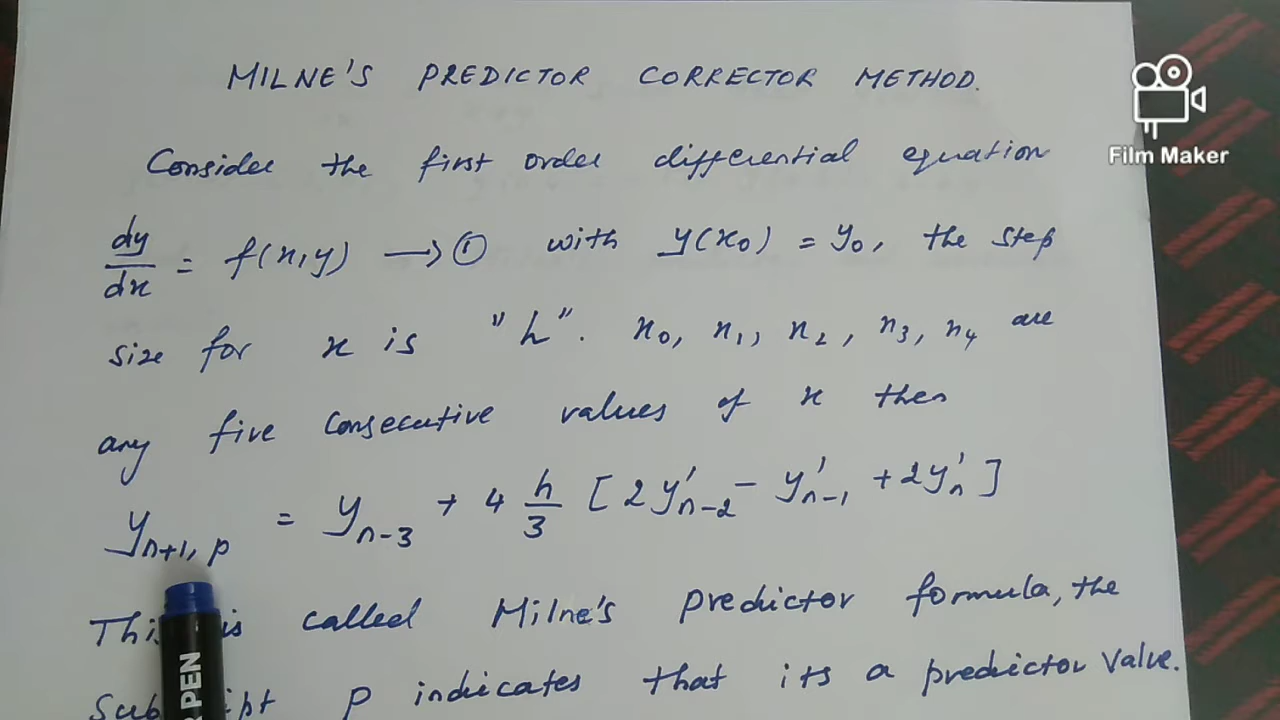 MILNE'S PREDICTOR CORRECTOR METHOD.
Film Maker
Consider the first order differential equation
dy/dx = f(x,y) → ① with y(x₀) = y₀, the step
size for x is "h". x₀, x₁, x₂, x₃, x₄ are
any five consecutive values of x then
yₙ₊₁,ₚ = yₙ₋₃ + 4 h/3 [2y'ₙ₋₂ - y'ₙ₋₁ + 2y'ₙ]
is called Milne's predictor formula, the
P indicates that its a predictor value.
PEN